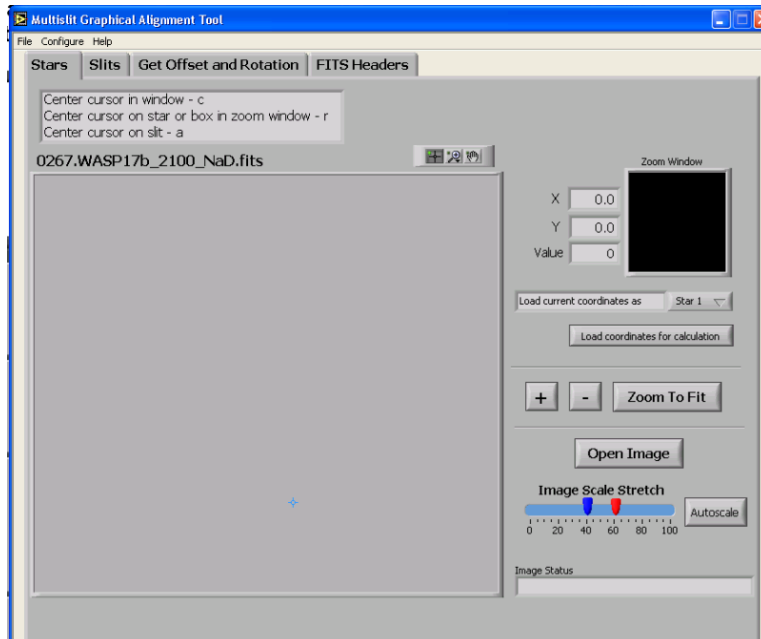 Multislit Graphical Alignment Tool
File Configure Help
Stars Slits Get Offset and Rotation FITS Headers
Center cursor in window - c
Center cursor on star or box in zoom window - r
Center cursor on slit - a
0267.WASP17b_2100_NaD.fits
Zoom Window
X 0.0
Y 0.0
Value 0
Load current coordinates as Star 1
Load coordinates for calculation
+ - Zoom To Fit
Open Image
Image Scale Stretch
Autoscale
0 20 40 60 80 100
Image Status